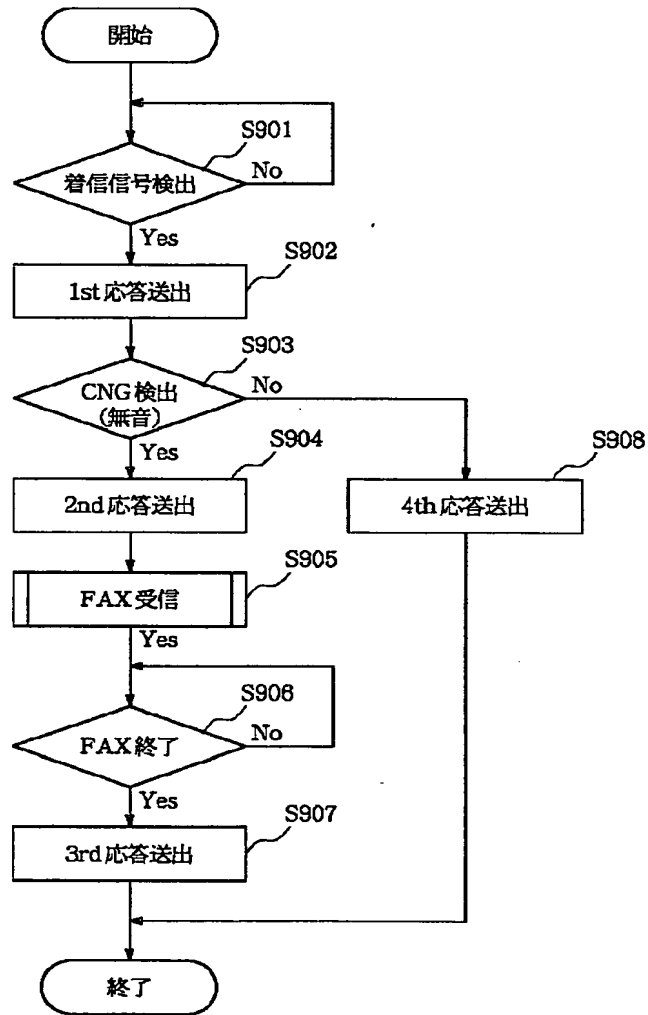 開始
S901
着信信号検出
No
Yes
S902
1st 応答送出
S903
CNG 検出
(無音)
No
Yes
S904
2nd 応答送出
S908
4th 応答送出
S905
FAX 受信
Yes
S906
FAX 終了
No
Yes
S907
3rd 応答送出
終了